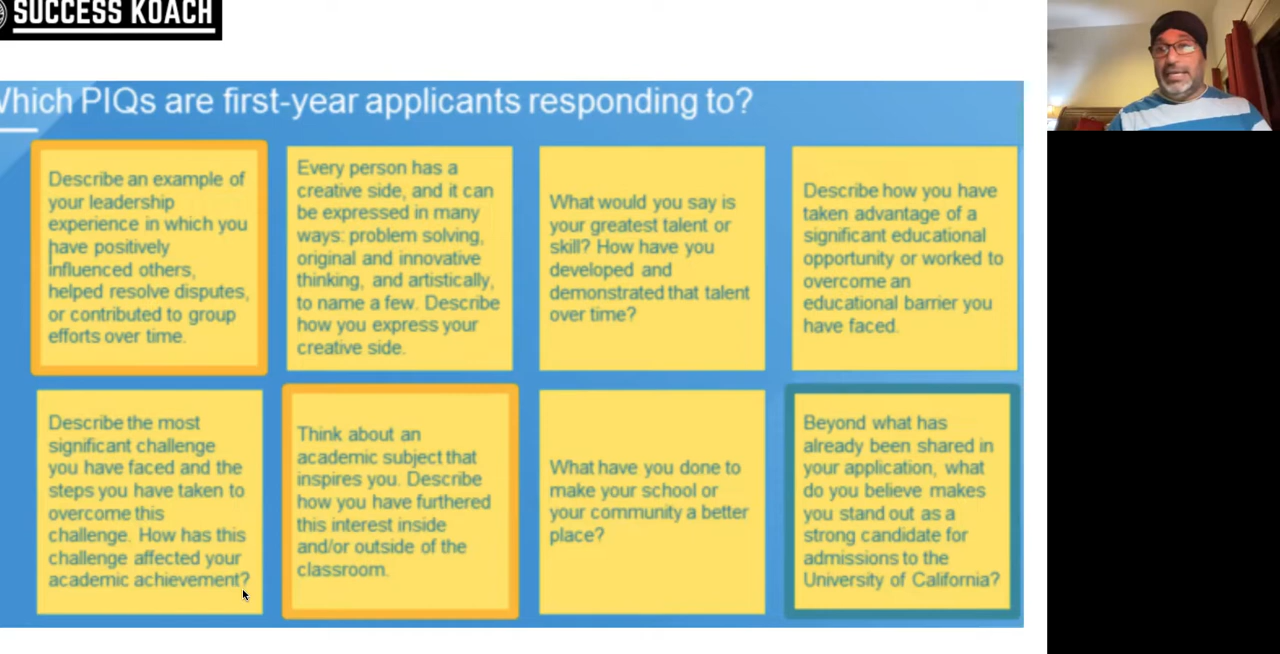 SUCCESS KOACH
Which PIQs are first-year applicants responding to?
Describe an example of
your leadership
experience in which you
have positively
influenced others,
helped resolve disputes,
or contributed to group
efforts over time.
Every person has a
creative side, and it can
be expressed in many
ways: problem solving,
original and innovative
thinking, and artistically,
to name a few. Describe
how you express your
creative side.
What would you say is
your greatest talent or
skill? How have you
developed and
demonstrated that talent
over time?
Describe how you have
taken advantage of a
significant educational
opportunity or worked to
overcome an
educational barrier you
have faced.
Describe the most
significant challenge
you have faced and the
steps you have taken to
overcome this
challenge. How has this
challenge affected your
academic achievement?
Think about an
academic subject that
inspires you. Describe
how you have furthered
this interest inside
and/or outside of the
classroom.
What have you done to
make your school or
your community a better
place?
Beyond what has
already been shared in
your application, what
do you believe makes
you stand out as a
strong candidate for
admissions to the
University of California?